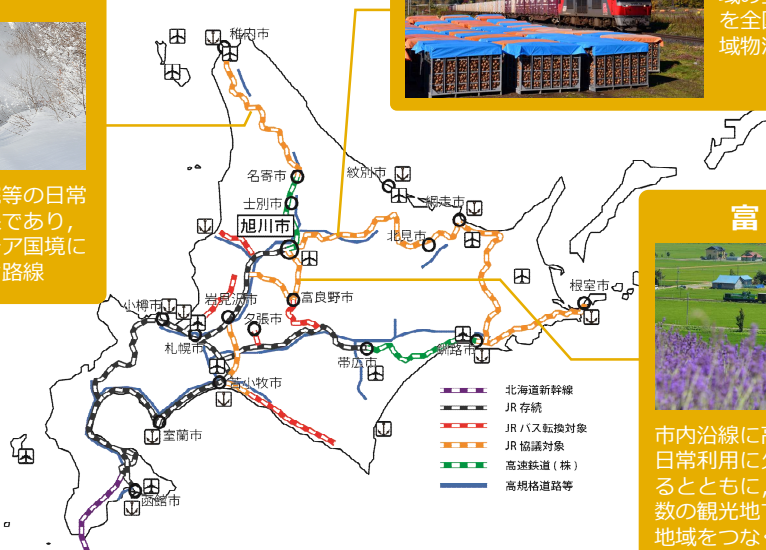 域の
を全国
域物流
等の日常
であり,
ア国境に
路線
富
市内沿線に
日常利用に
るとともに,
数の観光地
地域をつなぐ
稚内市
名寄市
紋別市
士別市
網走市
旭川市
北見市
根室市
小樽市
岩見沢市
富良野市
夕張市
札幌市
帯広市
釧路市
苫小牧市
室蘭市
函館市
北海道新幹線
JR 存続
JR バス転換対象
JR 協議対象
高速鉄道 ( 株 )
高規格道路等